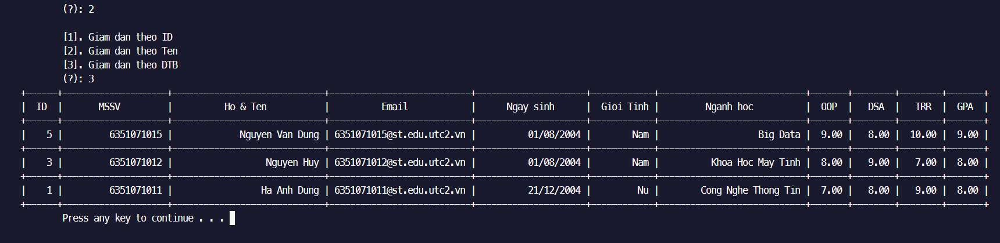 (?): 2
[1]. Giam dan theo ID
[2]. Giam dan theo Ten
[3]. Giam dan theo DTB
(?): 3
+------+--------------------+-----------------------------+---------------------------+---------------------+------------+----------------------------+-------+--------+--------+-------+
| ID | MSSV | Ho & Ten | Email | Ngay sinh | Gioi Tinh | Nganh hoc | OOP | DSA | TRR | GPA |
+------+--------------------+-----------------------------+---------------------------+---------------------+------------+----------------------------+-------+--------+--------+-------+
| 5 | 6351071015 | Nguyen Van Dung | 6351071015@st.edu.utc2.vn | 01/08/2004 | Nam | Big Data | 9.00 | 8.00 | 10.00 | 9.00 |
+------+--------------------+-----------------------------+---------------------------+---------------------+------------+----------------------------+-------+--------+--------+-------+
| 3 | 6351071012 | Nguyen Huy | 6351071012@st.edu.utc2.vn | 01/08/2004 | Nam | Khoa Hoc May Tinh | 8.00 | 9.00 | 7.00 | 8.00 |
+------+--------------------+-----------------------------+---------------------------+---------------------+------------+----------------------------+-------+--------+--------+-------+
| 1 | 6351071011 | Ha Anh Dung | 6351071011@st.edu.utc2.vn | 21/12/2004 | Nu | Cong Nghe Thong Tin | 7.00 | 8.00 | 9.00 | 8.00 |
+------+--------------------+-----------------------------+---------------------------+---------------------+------------+----------------------------+-------+--------+--------+-------+
Press any key to continue . . .